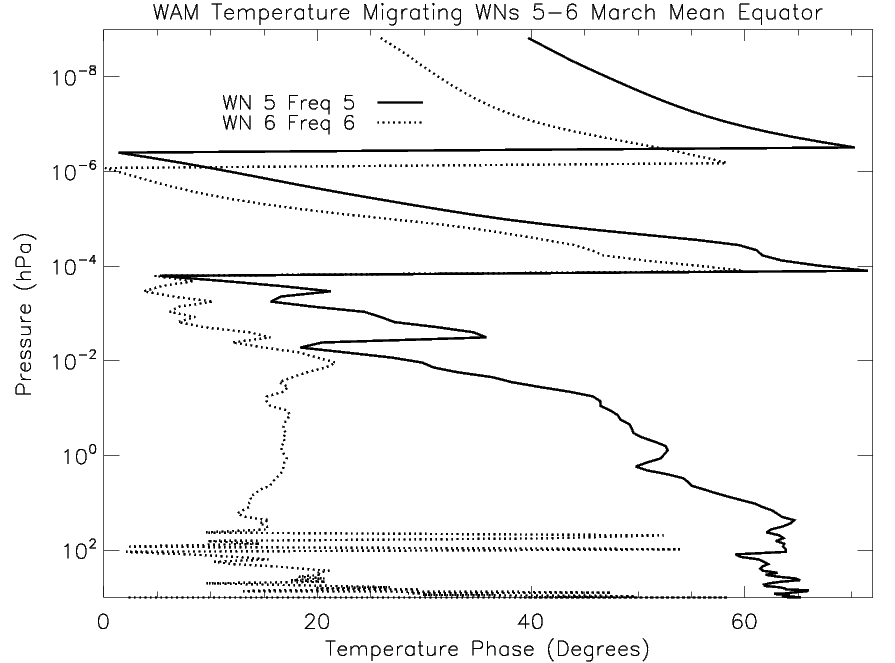 WAM Temperature Migrating WNs 5-6 March Mean Equator
10⁻⁸
WN 5 Freq 5
WN 6 Freq 6
10⁻⁶
Pressure (hPa)
10⁻⁴
10⁻²
10⁰
10²
0 20 40 60
Temperature Phase (Degrees)